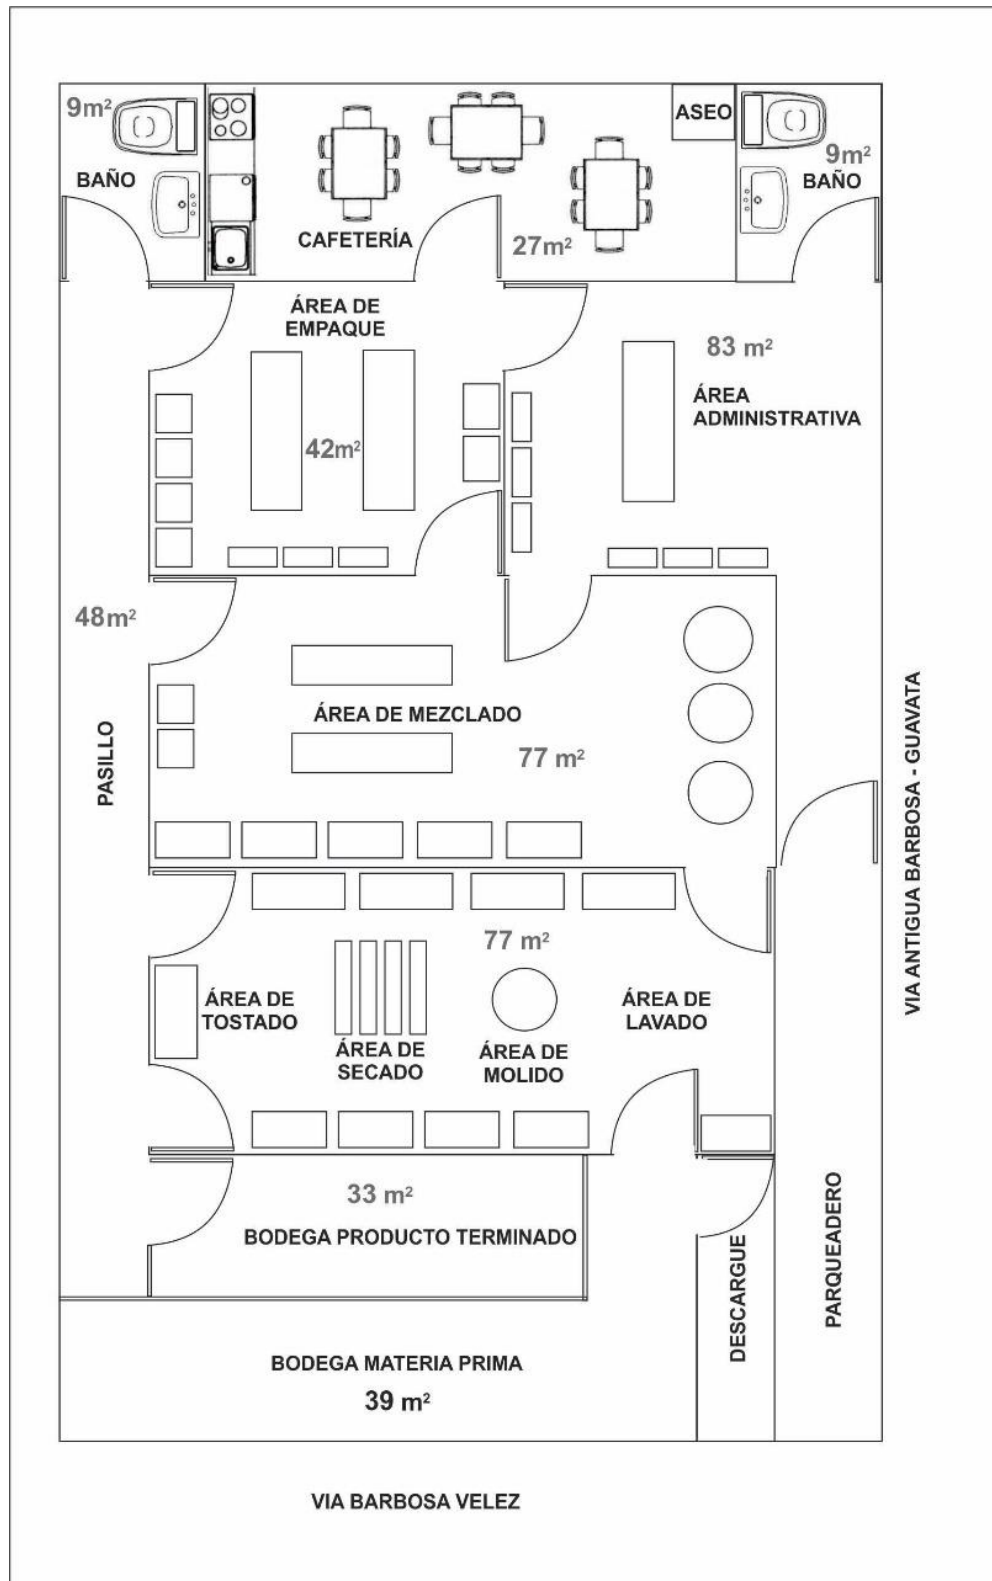 9m²
BAÑO
CAFETERÍA
27m²
ASEO
9m²
BAÑO
ÁREA DE
EMPAQUE
42m²
83 m²
ÁREA
ADMINISTRATIVA
48m²
PASILLO
ÁREA DE MEZCLADO
77 m²
VIA ANTIGUA BARBOSA - GUAVATA
77 m²
ÁREA DE
TOSTADO
ÁREA DE
SECADO
ÁREA DE
MOLIDO
ÁREA DE
LAVADO
33 m²
BODEGA PRODUCTO TERMINADO
DESCARGUE
PARQUEADERO
BODEGA MATERIA PRIMA
39 m²
VIA BARBOSA VELEZ